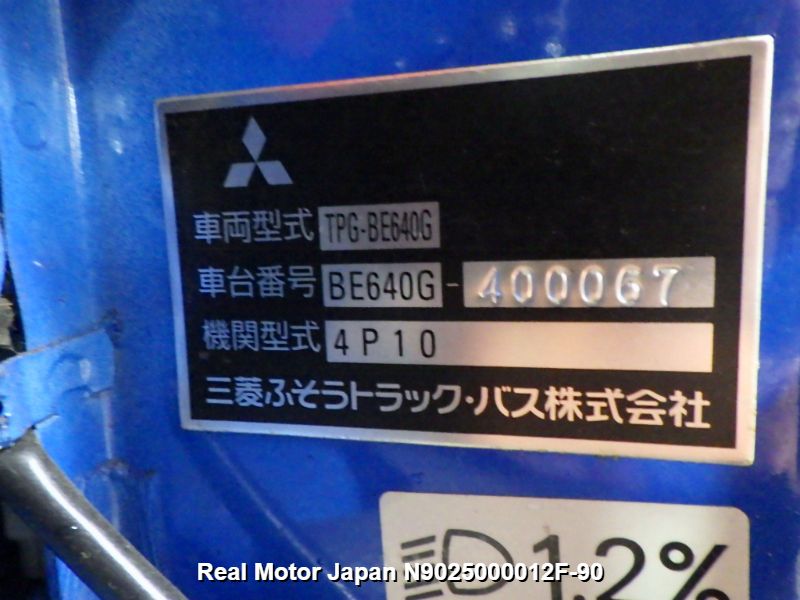 車両型式 TPG-BE640G
車台番号 BE640G-400067
機関型式 4P10
三菱ふそうトラック・バス株式会社
1.2%
Real Motor Japan N9025000012F-90